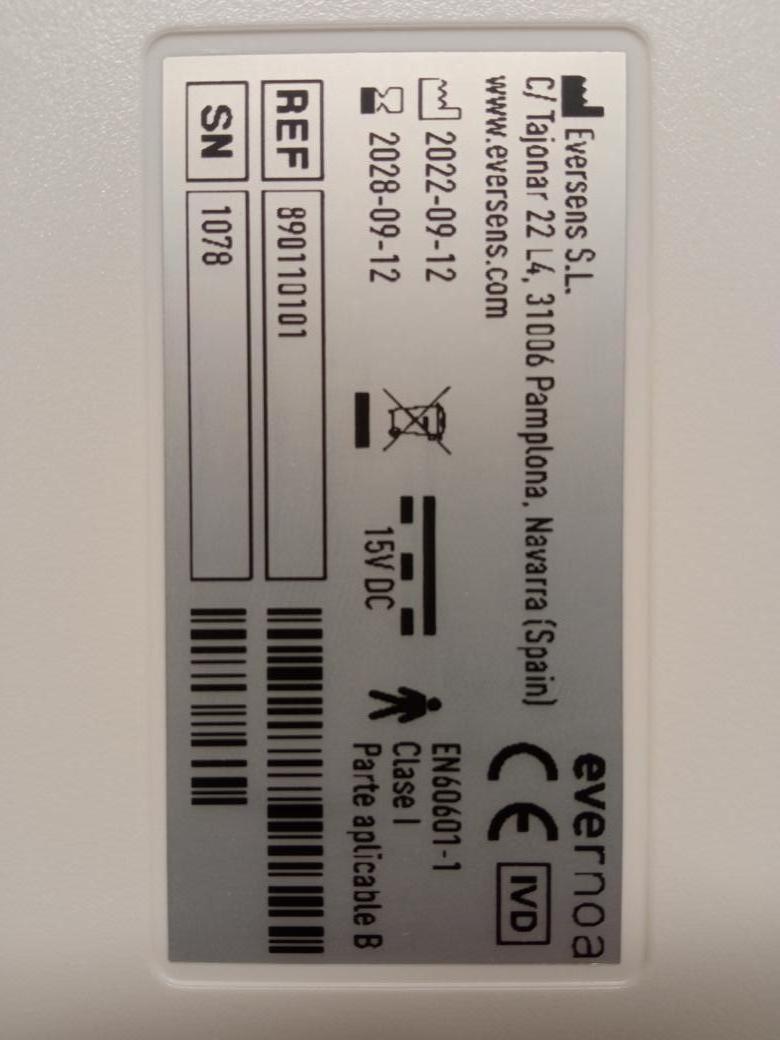 Eversens S.L.
evernoa
C/ Tajonar 22 L4, 31006 Pamplona, Navarra (Spain)
www.eversens.com
CE
IVD
2022-09-12
2028-09-12
15V DC
EN60601-1
Clase I
Parte aplicable B
REF 890110101
SN 1078